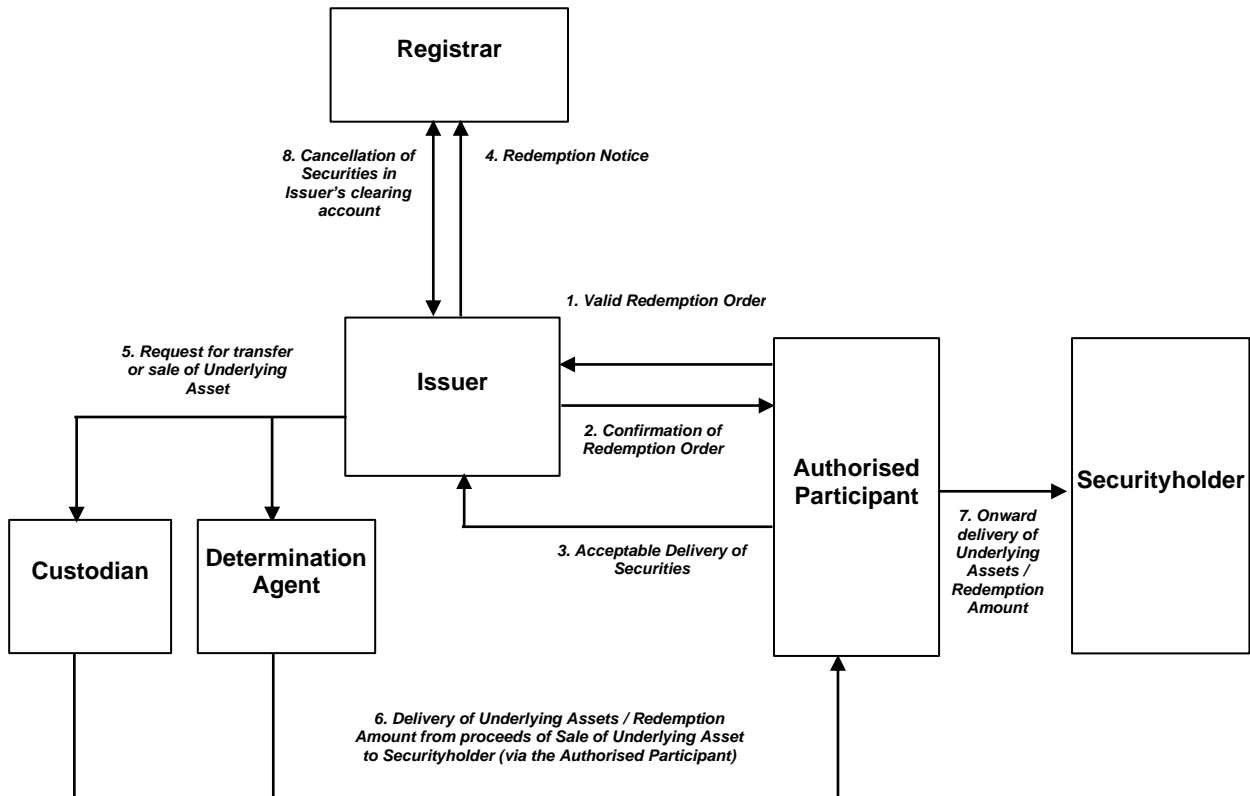 Registrar
8. Cancellation of
Securities in
Issuer's clearing
account
4. Redemption Notice
1. Valid Redemption Order
5. Request for transfer
or sale of Underlying
Asset
Issuer
2. Confirmation of
Redemption Order
Authorised
Participant
Securityholder
3. Acceptable Delivery of
Securities
7. Onward
delivery of
Underlying
Assets /
Redemption
Amount
Custodian
Determination
Agent
6. Delivery of Underlying Assets / Redemption
Amount from proceeds of Sale of Underlying Asset
to Securityholder (via the Authorised Participant)